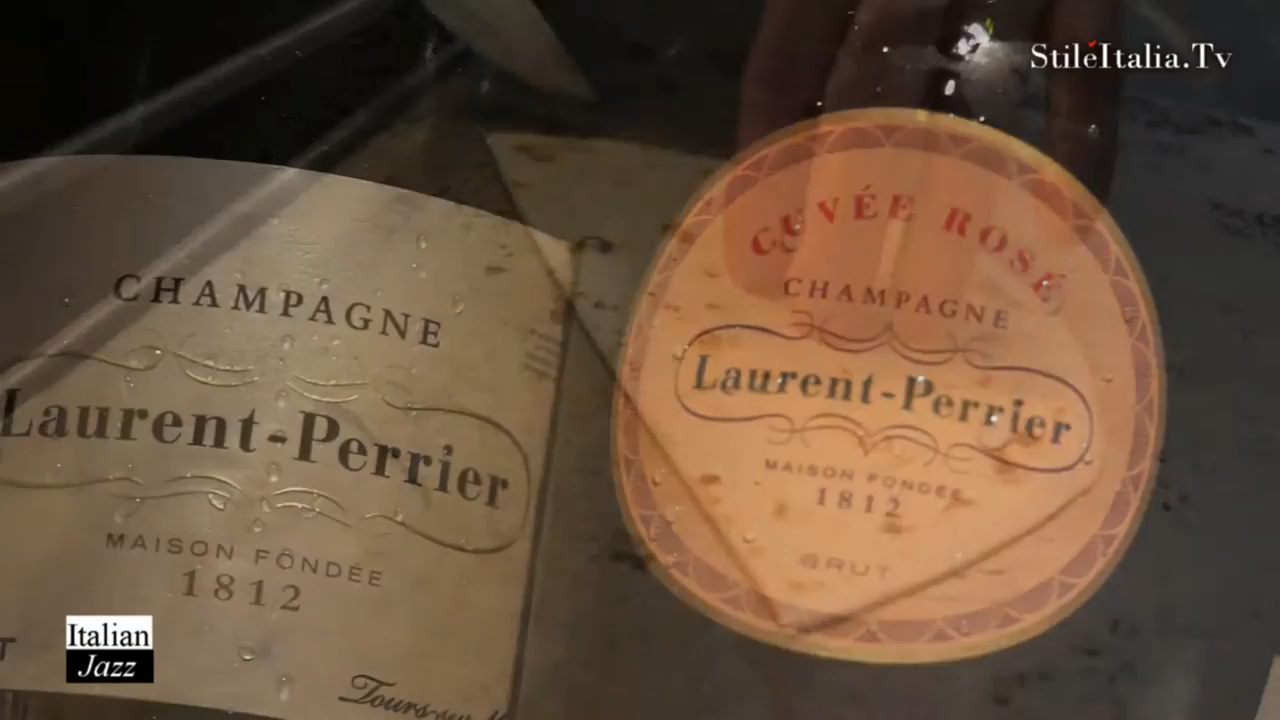 StileItalia.Tv
CHAMPAGNE
Laurent-Perrier
MAISON FONDÉE
1812
CUVÉE ROSÉ
CHAMPAGNE
Laurent-Perrier
MAISON FONDÉE
1812
BRUT
Italian
Jazz